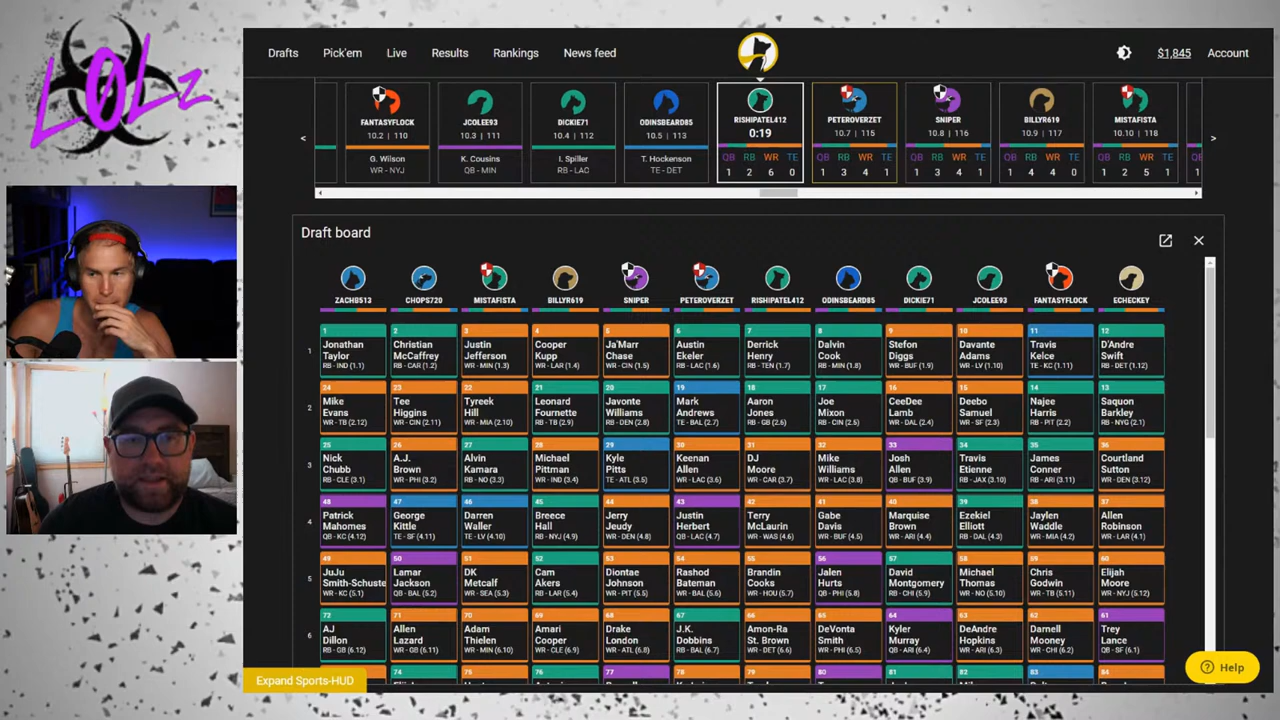 LOLz
Drafts Pick'em Live Results Rankings News feed $1,845 Account
< FANTASYFLOCK JCOLEE93 DICKIE71 ODINSBEARD85 RISHIPATEL412 PETEROVERZET SNIPER BILLYR619 MISTAFISTA >
10.2 | 110 10.3 | 111 10.4 | 112 10.5 | 113 0:19 10.7 | 115 10.8 | 116 10.9 | 117 10.10 | 118
G. Wilson K. Cousins I. Spiller T. Hockenson QB RB WR TE QB RB WR TE QB RB WR TE QB RB WR TE QB RB WR TE
WR - NYJ QB - MIN RB - LAC TE - DET 1 2 6 0 1 3 4 1 1 3 4 1 1 4 4 0 1 2 5 1
Draft board
ZACHB513 CHOPS720 MISTAFISTA BILLYR619 SNIPER PETEROVERZET RISHIPATEL412 ODINSBEARD85 DICKIE71 JCOLEE93 FANTASYFLOCK ECHECKEY
1 2 3 4 5 6 7 8 9 10 11 12
1 Jonathan Christian Justin Cooper Ja'Marr Austin Derrick Dalvin Stefon Davante Travis D'Andre
Taylor McCaffrey Jefferson Kupp Chase Ekeler Henry Cook Diggs Adams Kelce Swift
RB - IND (1.1) RB - CAR (1.2) WR - MIN (1.3) WR - LAR (1.4) WR - CIN (1.5) RB - LAC (1.6) RB - TEN (1.7) RB - MIN (1.8) WR - BUF (1.9) WR - LV (1.10) TE - KC (1.11) RB - DET (1.12)
24 23 22 21 20 19 18 17 16 15 14 13
2 Mike Tee Tyreek Leonard Javonte Mark Aaron Joe CeeDee Deebo Najee Saquon
Evans Higgins Hill Fournette Williams Andrews Jones Mixon Lamb Samuel Harris Barkley
WR - TB (2.12) WR - CIN (2.11) WR - MIA (2.10) RB - TB (2.9) RB - DEN (2.8) TE - BAL (2.7) RB - GB (2.6) RB - CIN (2.5) WR - DAL (2.4) WR - SF (2.3) RB - PIT (2.2) RB - NYG (2.1)
25 26 27 28 29 30 31 32 33 34 35 36
3 Nick A.J. Alvin Michael Kyle Keenan DJ Mike Josh Travis James Courtland
Chubb Brown Kamara Pittman Pitts Allen Moore Williams Allen Etienne Conner Sutton
RB - CLE (3.1) WR - PHI (3.2) RB - NO (3.3) WR - IND (3.4) TE - ATL (3.5) WR - LAC (3.6) WR - CAR (3.7) WR - LAC (3.8) QB - BUF (3.9) RB - JAX (3.10) RB - ARI (3.11) WR - DEN (3.12)
48 47 46 45 44 43 42 41 40 39 38 37
4 Patrick George Darren Breece Jerry Justin Terry Gabe Marquise Ezekiel Jaylen Allen
Mahomes Kittle Waller Hall Jeudy Herbert McLaurin Davis Brown Elliott Waddle Robinson
QB - KC (4.12) TE - SF (4.11) TE - LV (4.10) RB - NYJ (4.9) WR - DEN (4.8) QB - LAC (4.7) WR - WAS (4.6) WR - BUF (4.5) WR - ARI (4.4) RB - DAL (4.3) WR - MIA (4.2) WR - LAR (4.1)
49 50 51 52 53 54 55 56 57 58 59 60
5 JuJu Lamar DK Cam Diontae Rashod Brandin Jalen David Michael Chris Elijah
Smith-Schuste Jackson Metcalf Akers Johnson Bateman Cooks Hurts Montgomery Thomas Godwin Moore
WR - KC (5.1) QB - BAL (5.2) WR - SEA (5.3) RB - LAR (5.4) WR - PIT (5.5) WR - BAL (5.6) WR - HOU (5.7) QB - PHI (5.8) RB - CHI (5.9) WR - NO (5.10) WR - TB (5.11) WR - NYJ (5.12)
72 71 70 69 68 67 66 65 64 63 62 61
6 AJ Allen Adam Amari Drake J.K. Amon-Ra DeVonta Kyler DeAndre Darnell Trey
Dillon Lazard Thielen Cooper London Dobbins St. Brown Smith Murray Hopkins Mooney Lance
RB - GB (6.12) WR - GB (6.11) WR - MIN (6.10) WR - CLE (6.9) WR - ATL (6.8) RB - BAL (6.7) WR - DET (6.6) WR - PHI (6.5) QB - ARI (6.4) WR - ARI (6.3) WR - CHI (6.2) QB - SF (6.1)
73 74 75 76 77 78 79 80 81 82 83 84
Expand Sports-HUD
Help